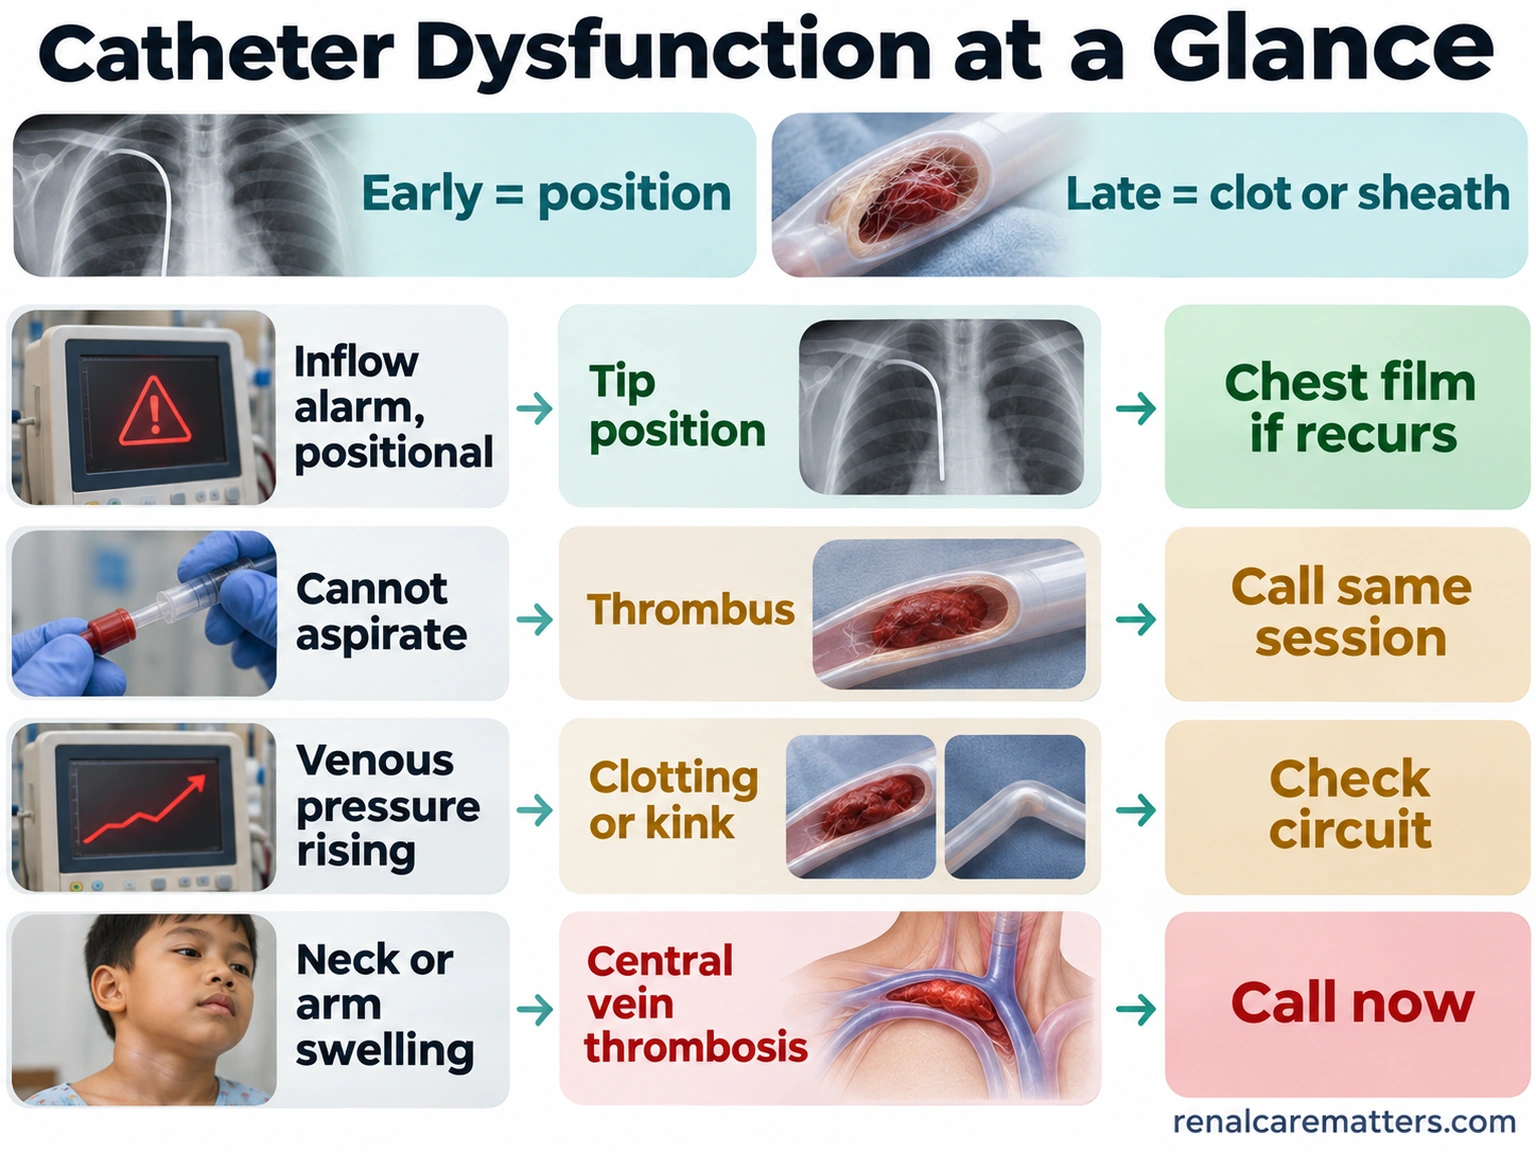 Catheter Dysfunction at a Glance
Early = position
Late = clot or sheath
Inflow
alarm,
positional
Tip
position
Chest film
if recurs
Cannot
aspirate
Thrombus
Call same
session
Venous
pressure
rising
Clotting
or kink
Check
circuit
Neck or
arm
swelling
Central
vein
thrombosis
Call now
renalcarematters.com